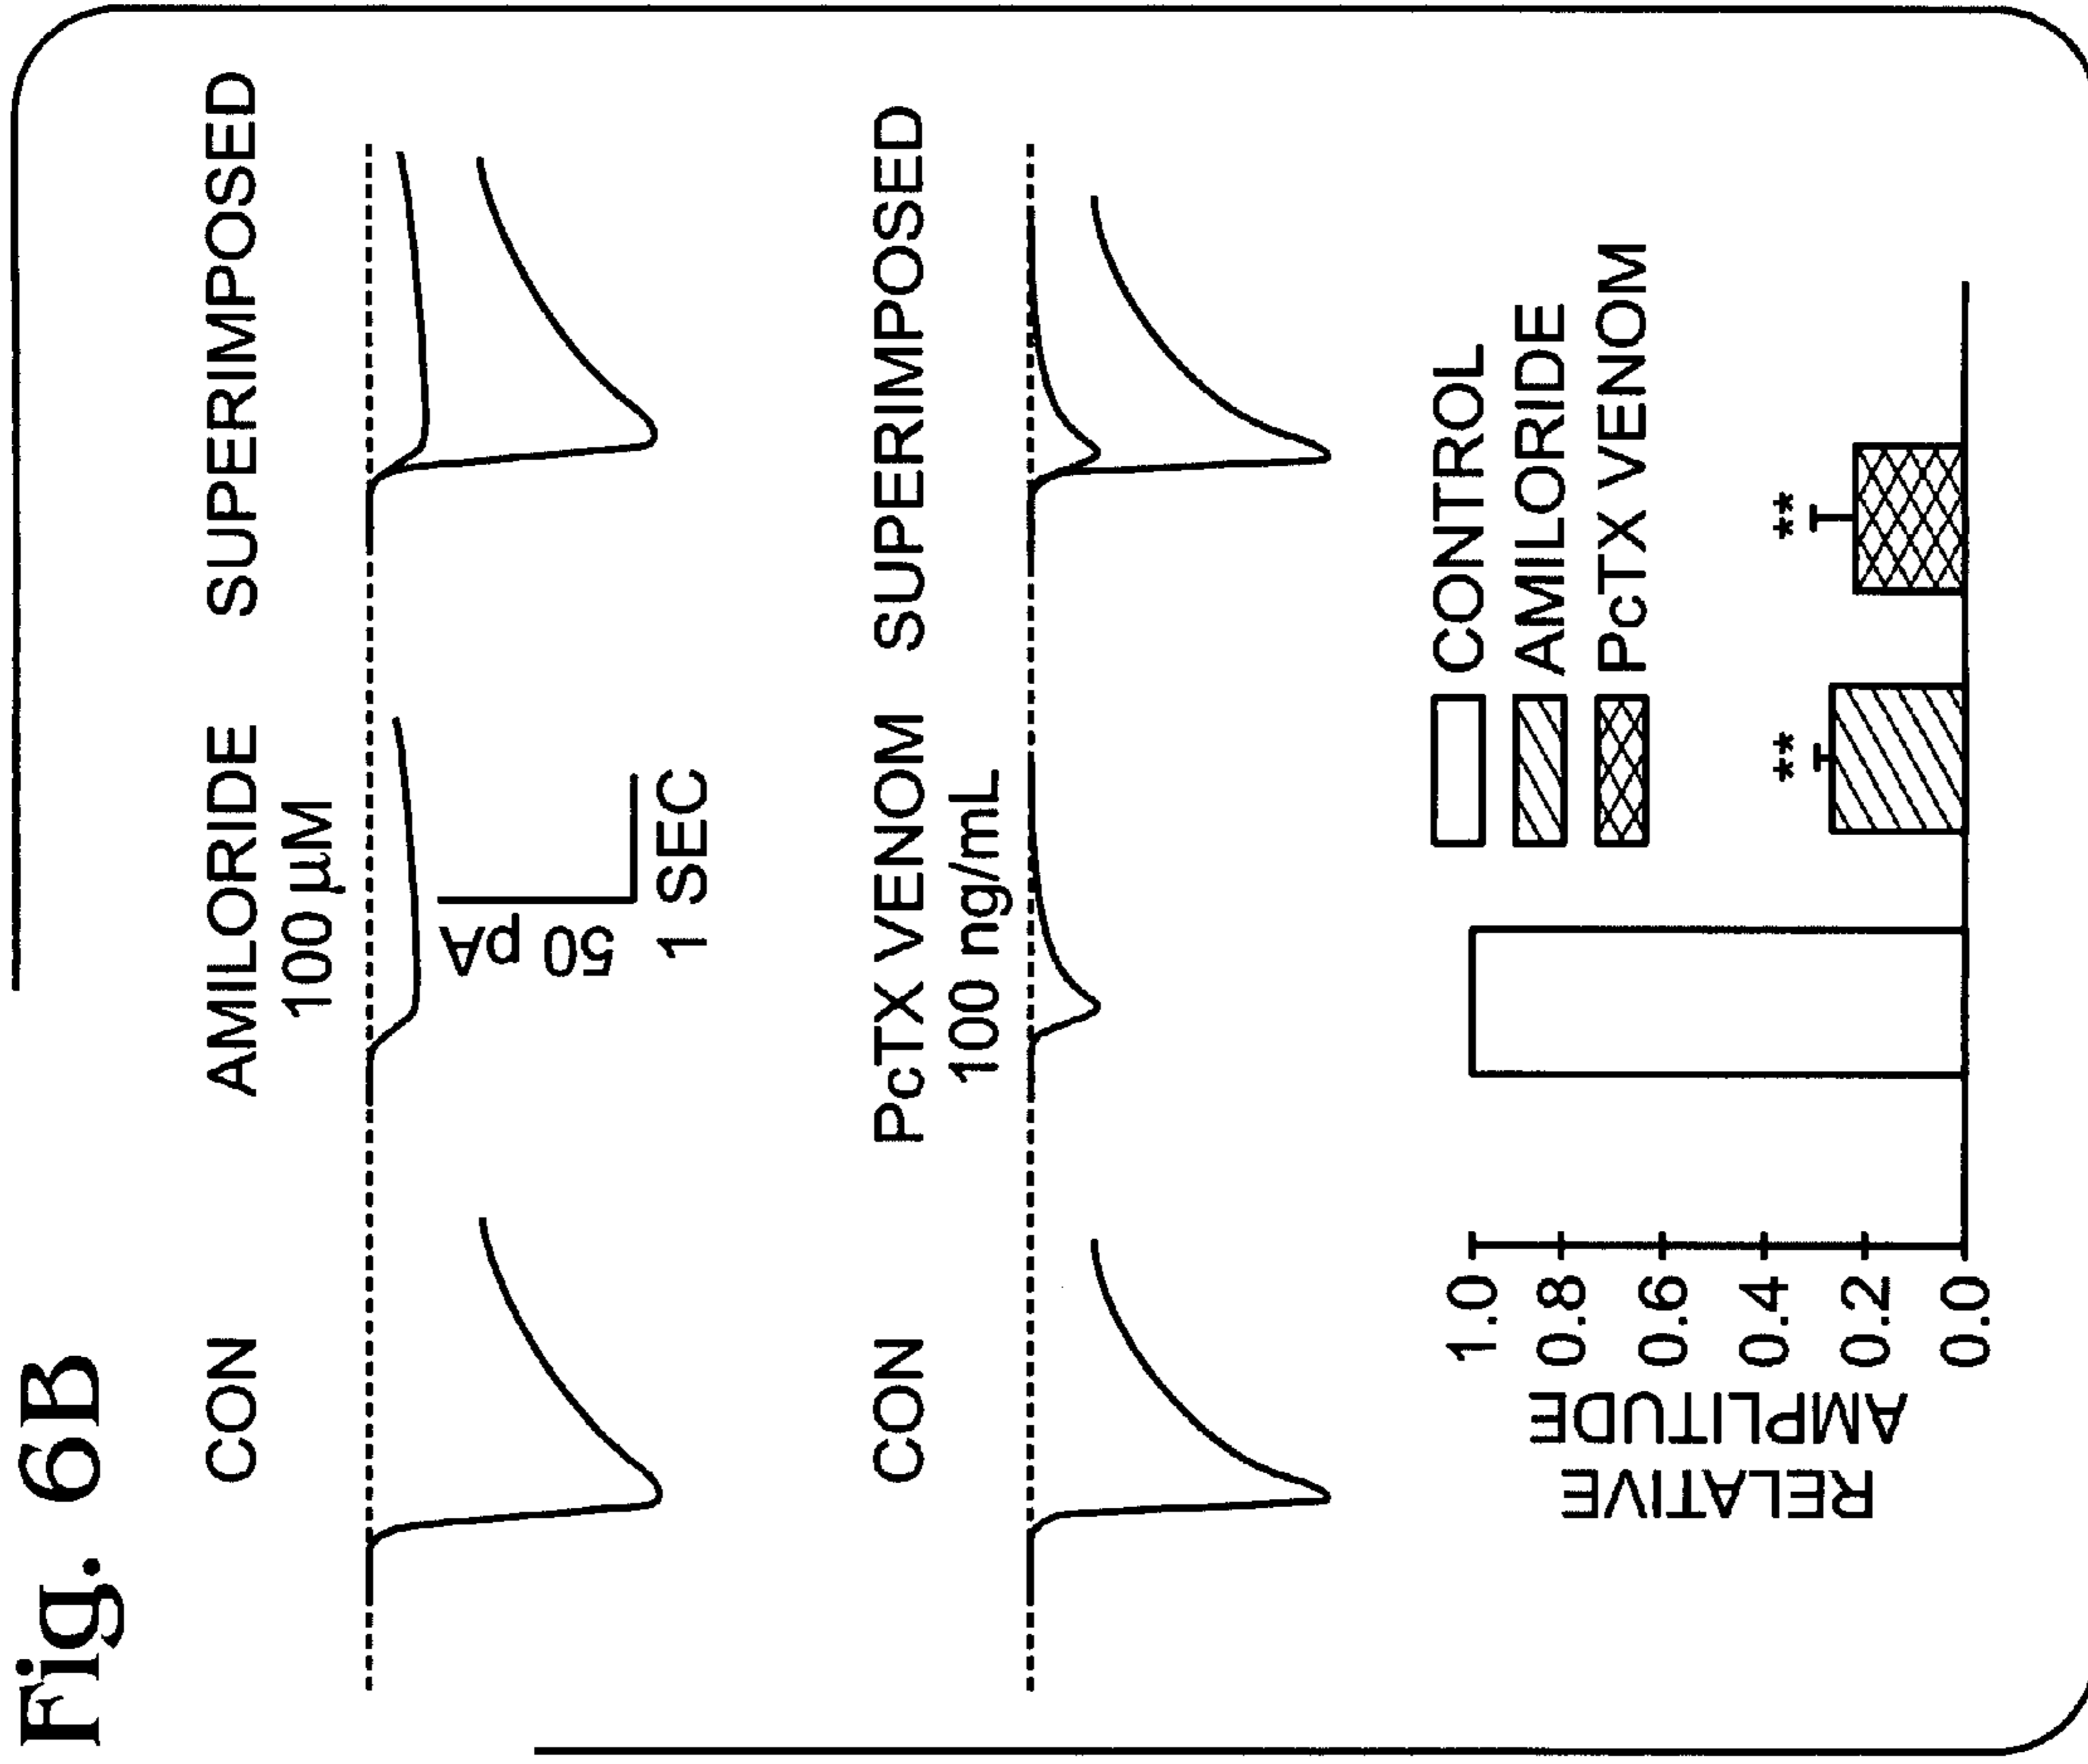 Fig. 6B
CON AMILORIDE SUPERIMPOSED
100 µM
50 pA
1 SEC
CON PcTX VENOM SUPERIMPOSED
100 ng/mL
RELATIVE
AMPLITUDE
1.0
0.8
0.6
0.4
0.2
0.0
CONTROL
AMILORIDE
PcTX VENOM
**
**